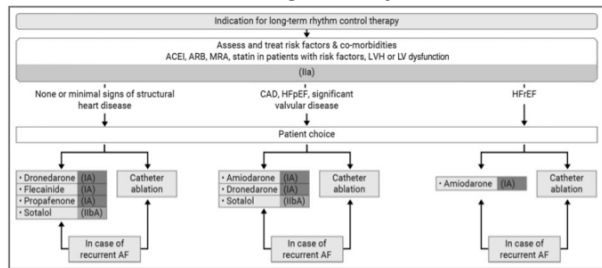 Indication for long-term rhythm control therapy
Assess and treat risk factors & co-morbidities
ACEI, ARB, MRA, statin in patients with risk factors, LVH or LV dysfunction
(IIa)
None or minimal signs of structural
heart disease
CAD, HFpEF, significant
valvular disease
HFrEF
Patient choice
• Dronedarone (IA)
• Flecainide (IA)
• Propafenone (IA)
• Sotalol (IIbA)
Catheter
ablation
• Amiodarone (IA)
• Dronedarone (IA)
• Sotalol (IIbA)
Catheter
ablation
• Amiodarone (IA)
Catheter
ablation
In case of
recurrent AF
In case of
recurrent AF
In case of
recurrent AF